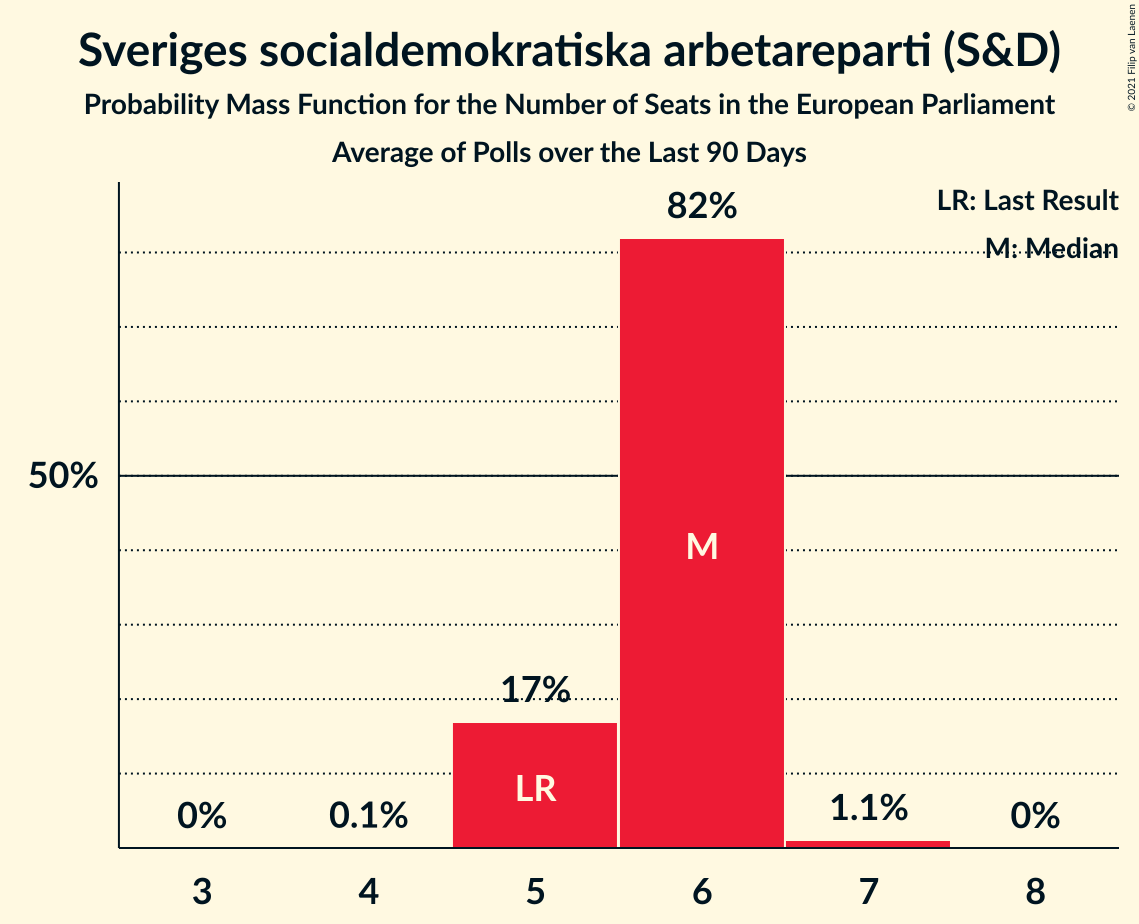 Sveriges socialdemokratiska arbetareparti (S&D)
Probability Mass Function for the Number of Seats in the European Parliament
Average of Polls over the Last 90 Days
© 2021 Filip van Laenen
LR: Last Result
M: Median
82%
50%
M
17%
LR
0%
0.1%
1.1%
0%
3 4 5 6 7 8